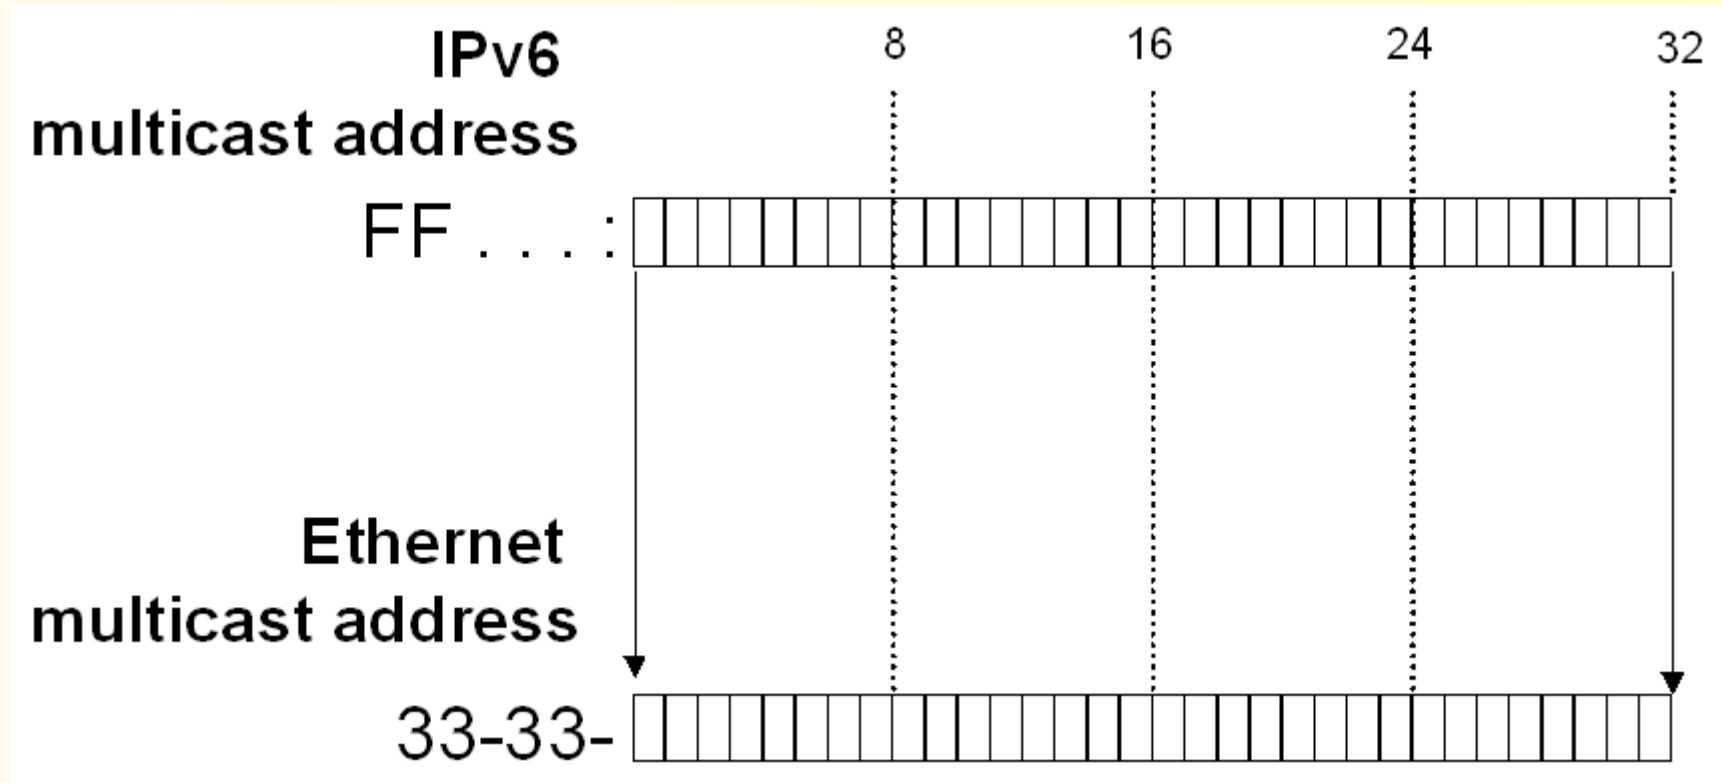 IPv6
multicast address
8 16 24 32
FF . . . :
Ethernet
multicast address
33-33-